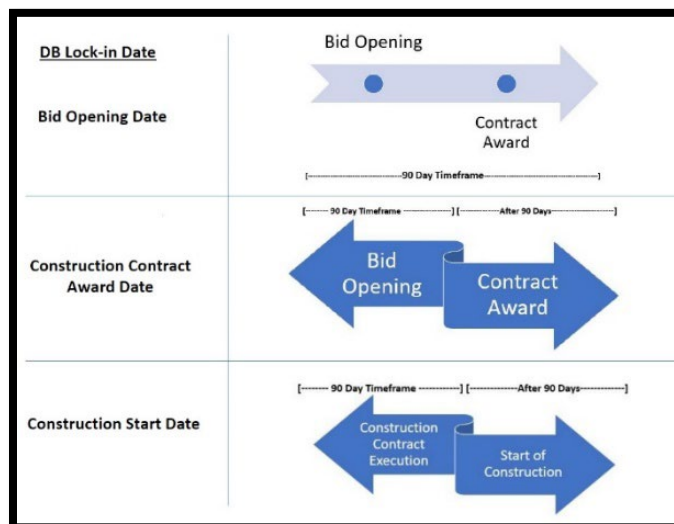 DB Lock-in Date
Bid Opening Date
Bid Opening
Contract
Award
[---------------------------90 Day Timeframe---------------------------------]
Construction Contract
Award Date
[------- 90 Day Timeframe --------------] [-----------After 90 Days----------------]
Bid
Opening
Contract
Award
Construction Start Date
[-------- 90 Day Timeframe ------------] [------------After 90 Days-------------]
Construction
Contract
Execution
Start of
Construction